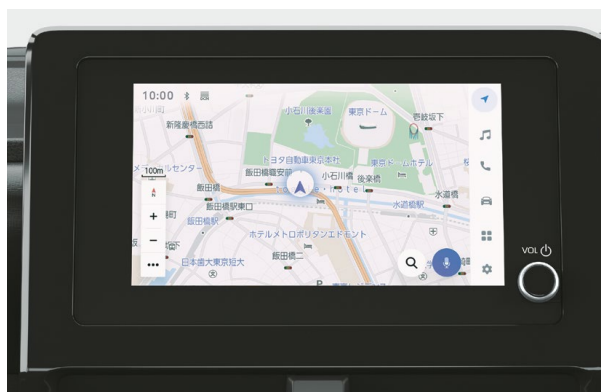 10:00
小石川後楽園
東京ドーム
壱岐坂下
新隆慶橋西詰
100m
トヨタ自動車東京本社
東京ドームホテル
飯田橋職安前
小石川橋
後楽橋
飯田橋
hotel
水道橋
飯田橋駅東口
水道橋駅
飯田橋駅
+
ホテルメトロポリタンエドモント
−
VOL
飯田橋二
日本歯大東京短大
•••
P